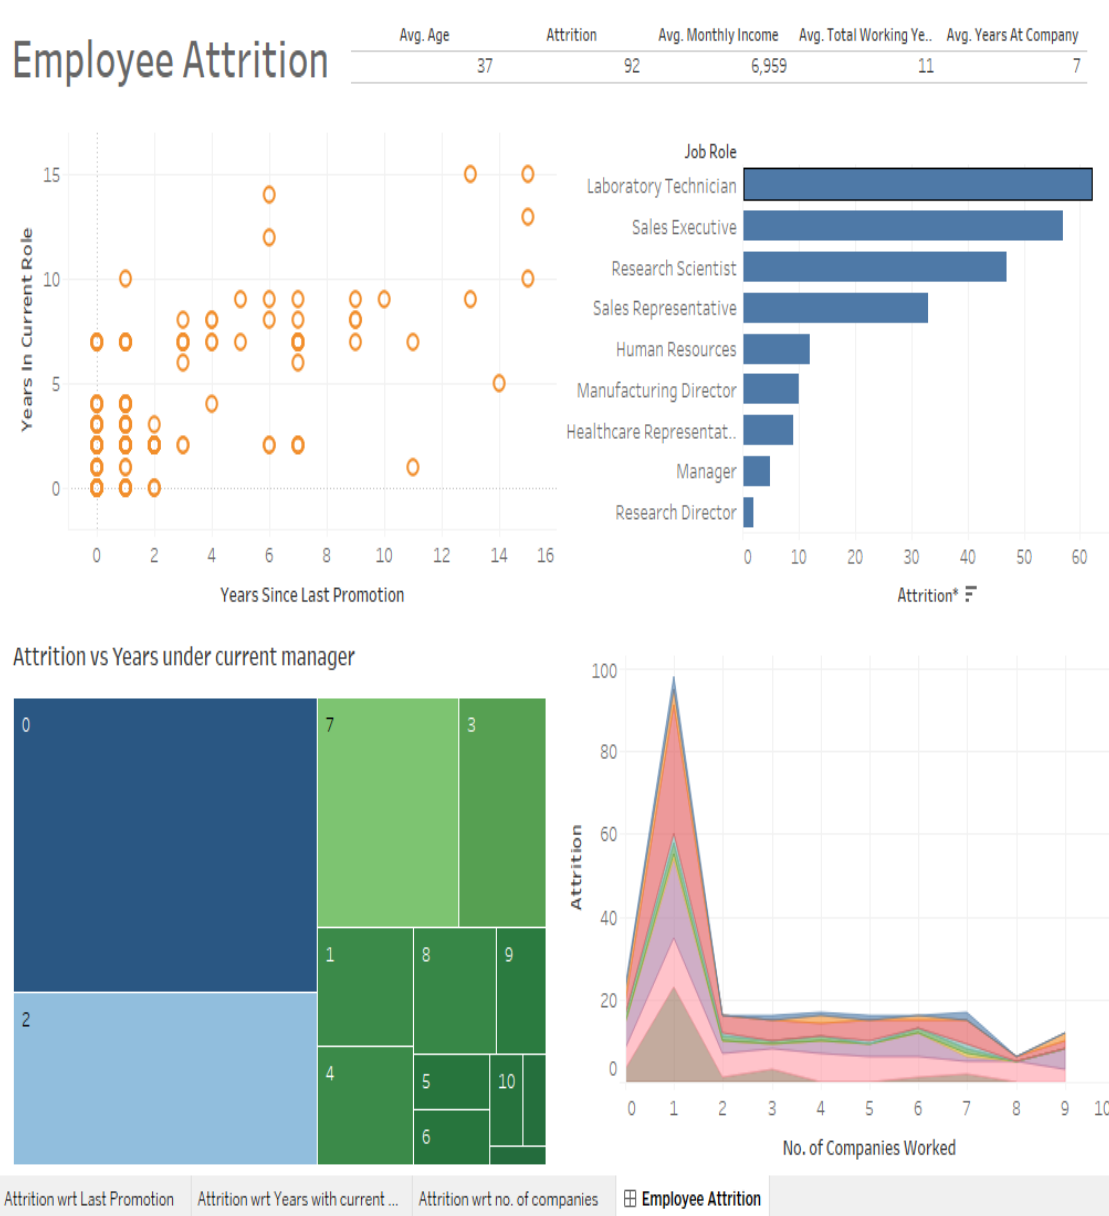 Employee Attrition
Avg. Age Attrition Avg. Monthly Income Avg. Total Working Ye.. Avg. Years At Company
37 92 6,959 11 7
Years In Current Role
15
10
5
0
0 2 4 6 8 10 12 14 16
Years Since Last Promotion
Job Role
Laboratory Technician
Sales Executive
Research Scientist
Sales Representative
Human Resources
Manufacturing Director
Healthcare Representat..
Manager
Research Director
0 10 20 30 40 50 60
Attrition*
Attrition vs Years under current manager
0 7 3
1 8 9
2
4 5 10
6
Attrition
100
80
60
40
20
0
0 1 2 3 4 5 6 7 8 9 10
No. of Companies Worked
Attrition wrt Last Promotion Attrition wrt Years with current ... Attrition wrt no. of companies Employee Attrition